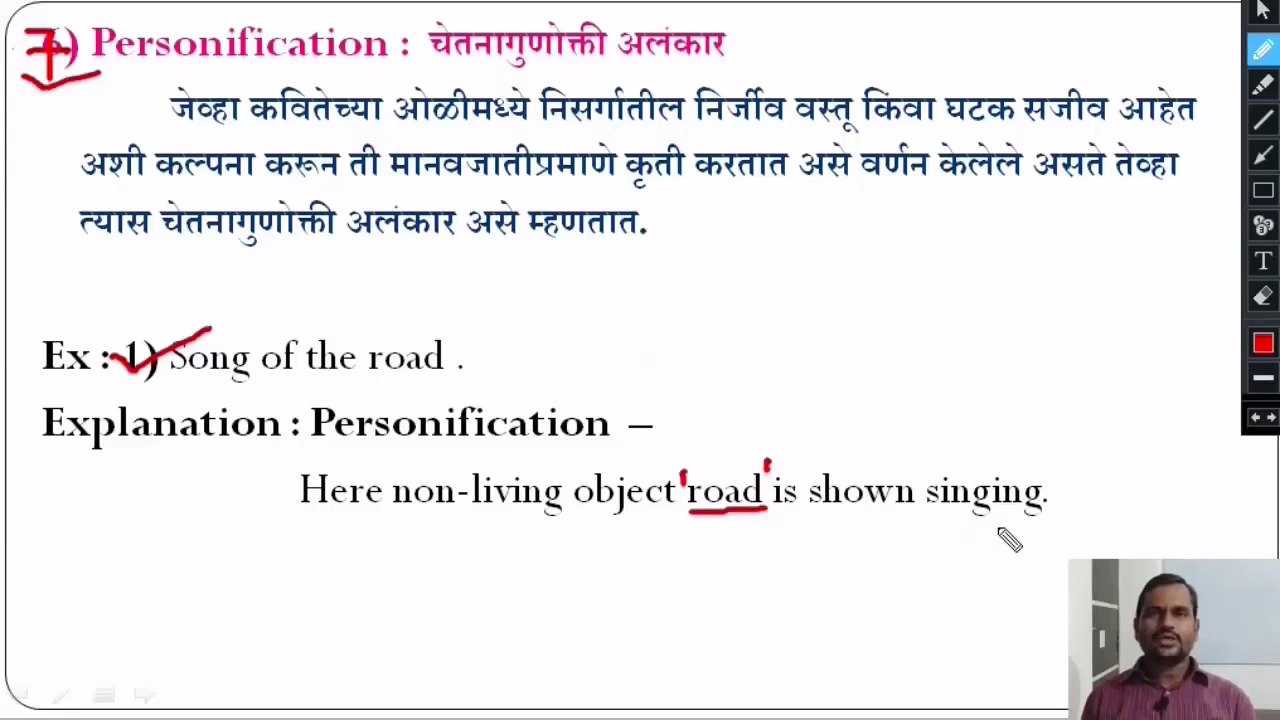 7) Personification : चेतनागुणोक्ती अलंकार
जेव्हा कवितेच्या ओळीमध्ये निसर्गातील निर्जीव वस्तू किंवा घटक सजीव आहेत
अशी कल्पना करून ती मानवजातीप्रमाणे कृती करतात असे वर्णन केलेले असते तेव्हा
त्यास चेतनागुणोक्ती अलंकार असे म्हणतात.
Ex : 1) Song of the road .
Explanation : Personification –
Here non-living object 'road' is shown singing.